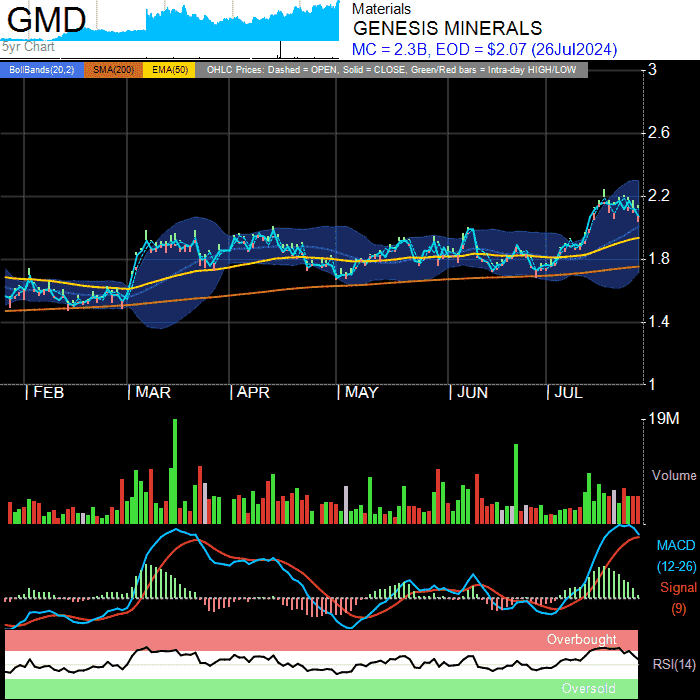 GMD
Materials
GENESIS MINERALS
MC = 2.3B, EOD = $2.07 (26Jul2024)
5yr Chart
BollBands(20,2) SMA(200) EMA(50) OHLC Prices: Dashed = OPEN, Solid = CLOSE, Green/Red bars = Intra-day HIGH/LOW
3
2.6
2.2
1.8
1.4
1
FEB MAR APR MAY JUN JUL
19M
Volume
MACD
(12-26)
Signal
(9)
Overbought
RSI(14)
Oversold